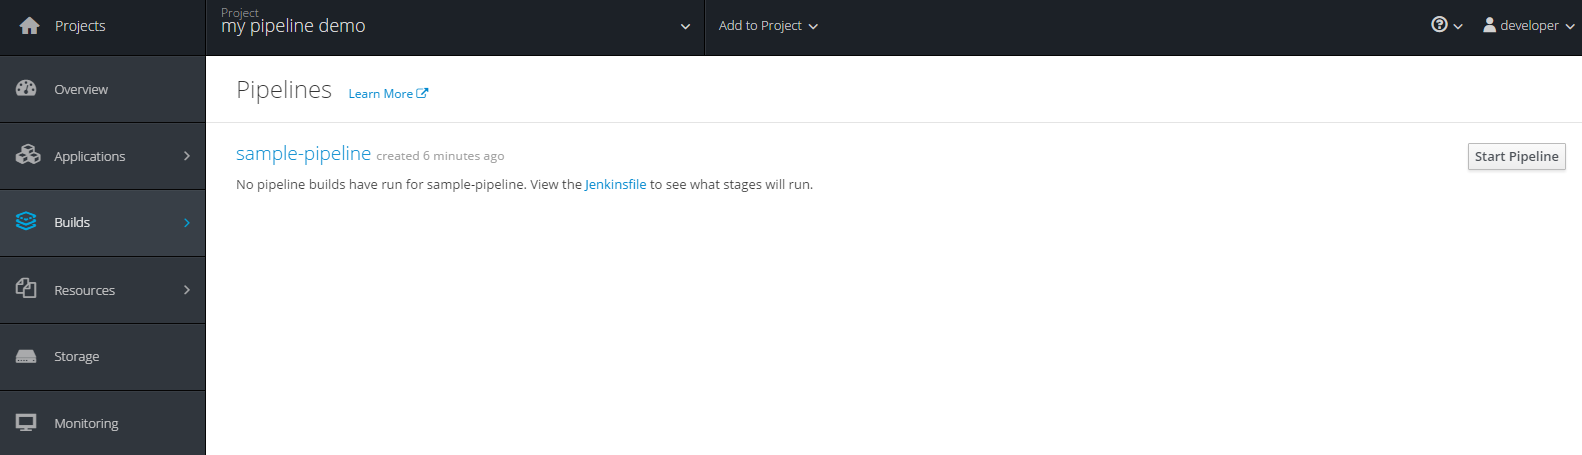 Projects
Project
my pipeline demo
Add to Project
developer
Overview
Applications
Builds
Resources
Storage
Monitoring
Pipelines Learn More
sample-pipeline created 6 minutes ago
Start Pipeline
No pipeline builds have run for sample-pipeline. View the Jenkinsfile to see what stages will run.